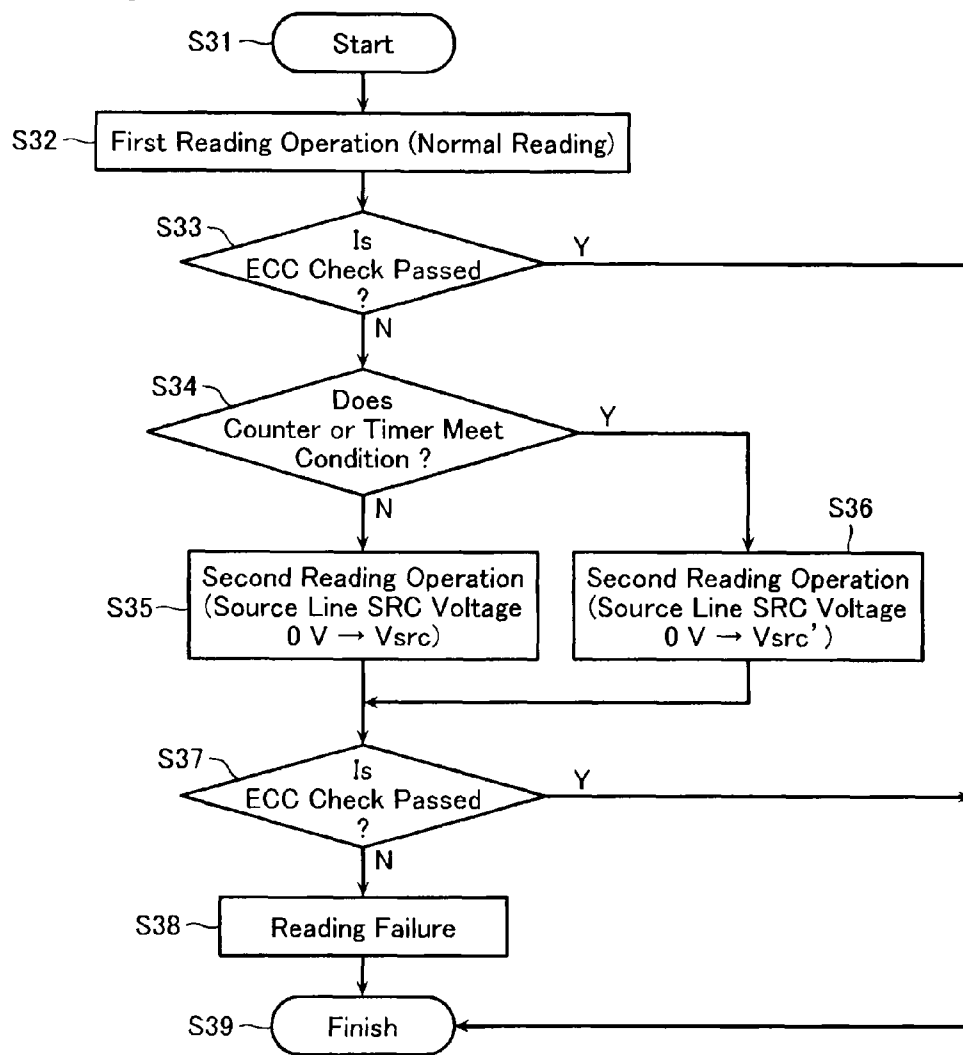 S31
Start
S32
First Reading Operation (Normal Reading)
S33
Is
ECC Check Passed
?
Y
N
S34
Does
Counter or Timer Meet
Condition ?
Y
N
S36
S35
Second Reading Operation
(Source Line SRC Voltage
0 V → Vsrc)
Second Reading Operation
(Source Line SRC Voltage
0 V → Vsrc’)
S37
Is
ECC Check Passed
?
Y
N
S38
Reading Failure
S39
Finish